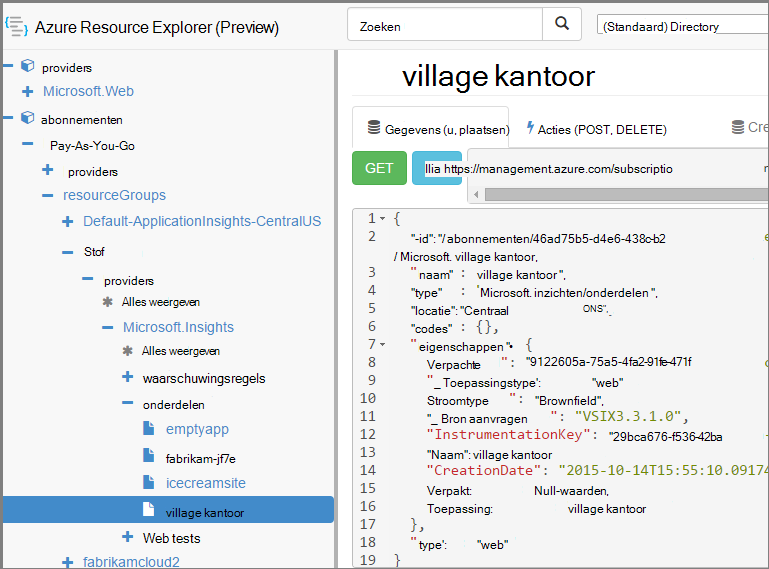 Azure Resource Explorer (Preview)
Zoeken
(Standaard) Directory
providers
Microsoft.Web
abonnementen
Pay-As-You-Go
providers
resourceGroups
Default-ApplicationInsights-CentralUS
Stof
providers
Alles weergeven
Microsoft.Insights
Alles weergeven
waarschuwingsregels
onderdelen
emptyapp
fabrikam-jf7e
icecreamsite
village kantoor
Web tests
fabrikamcloud2
village kantoor
Gegevens (u, plaatsen)
Acties (POST, DELETE)
Cre
GET
llia https://management.azure.com/subscriptio
1 {
2 "-id": "/ abonnementen/46ad75b5-d4e6-438c-b2
/ Microsoft. village kantoor,
3 "naam" : village kantoor",
4 "type" : 'Microsoft. inzichten/onderdelen ",
5 "locatie": "Centraal ONS",
6 "codes" : {},
7 "eigenschappen": {
8 Verpachte ": "9122605a-75a5-4fa2-91fe-471f
9 "_ Toepassingstype': "web"
10 Stroomtype ": "Brownfield",
11 "_ Bron aanvragen ": "VSIX3.3.1.0",
12 "InstrumentationKey": "29bca676-f536-42ba
13 "Naam": village kantoor
14 "CreationDate": "2015-10-14T15:55:10.09174
15 Verpakt: Null-waarden,
16 Toepassing: village kantoor
17 },
18 "type': "web"
19 }